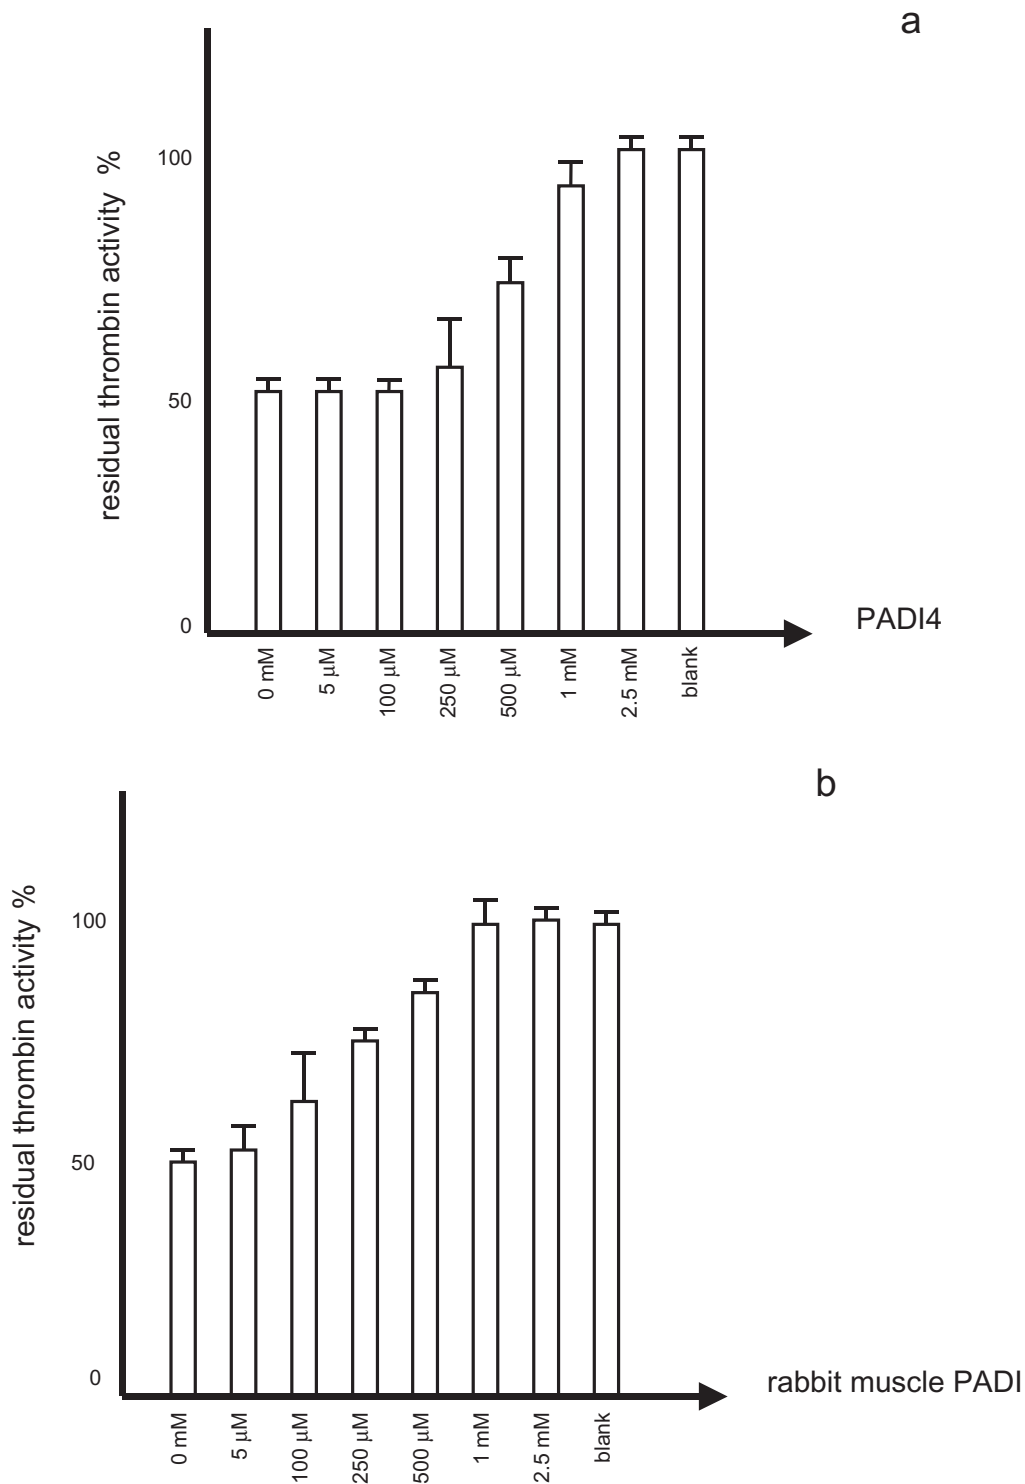 a
residual thrombin activity %
100
50
0
PADI4
0 mM
5 μM
100 μM
250 μM
500 μM
1 mM
2.5 mM
blank
b
residual thrombin activity %
100
50
0
rabbit muscle PADI
0 mM
5 μM
100 μM
250 μM
500 μM
1 mM
2.5 mM
blank